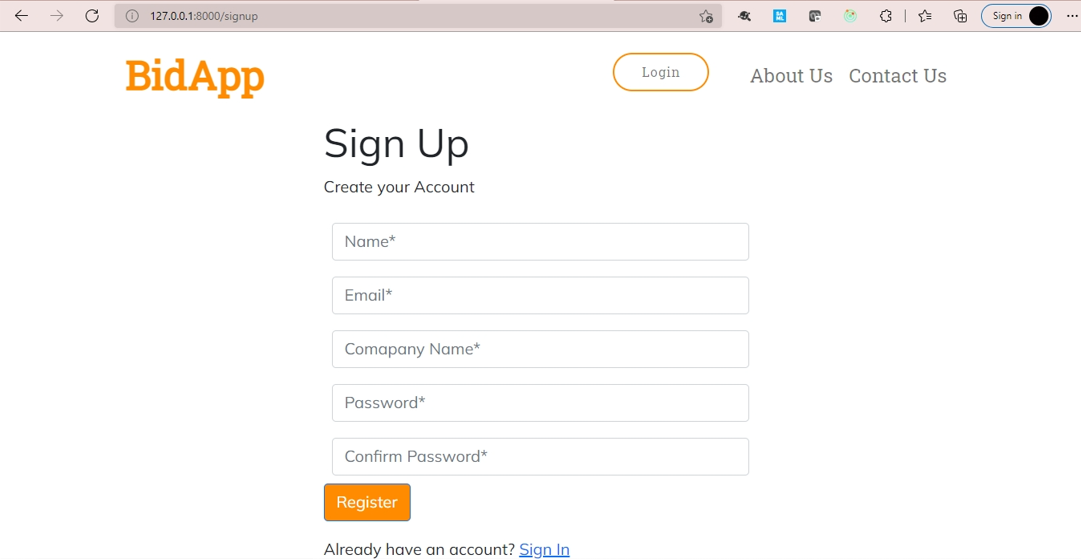 127.0.0.1:8000/signup
Sign in
BidApp
Login
About Us
Contact Us
Sign Up
Create your Account
Name*
Email*
Comapany Name*
Password*
Confirm Password*
Register
Already have an account? Sign In